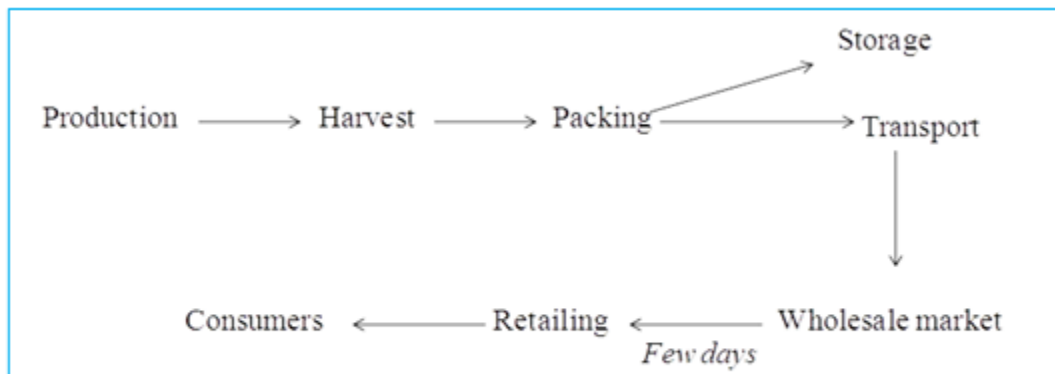 Storage
Production
Harvest
Packing
Transport
Consumers
Retailing
Wholesale market
Few days